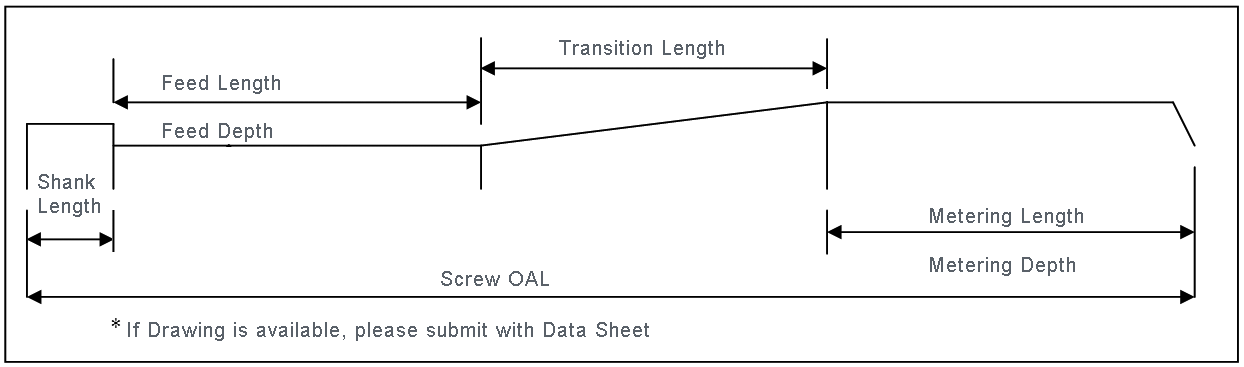 Transition Length
Feed Length
Feed Depth
Shank
Length
Metering Length
Metering Depth
Screw OAL
* If Drawing is available, please submit with Data Sheet